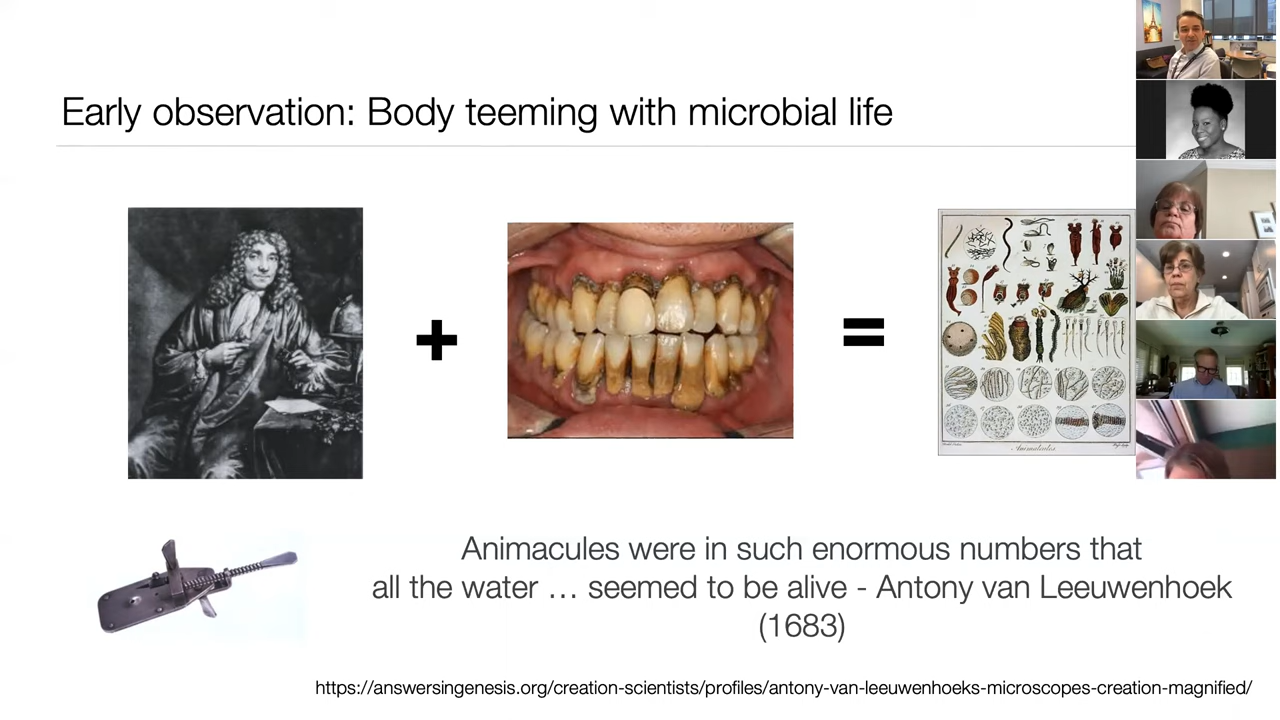 Early observation: Body teeming with microbial life
+
=
Animalcules
Animacules were in such enormous numbers that
all the water … seemed to be alive - Antony van Leeuwenhoek
(1683)
https://answersingenesis.org/creation-scientists/profiles/antony-van-leeuwenhoeks-microscopes-creation-magnified/